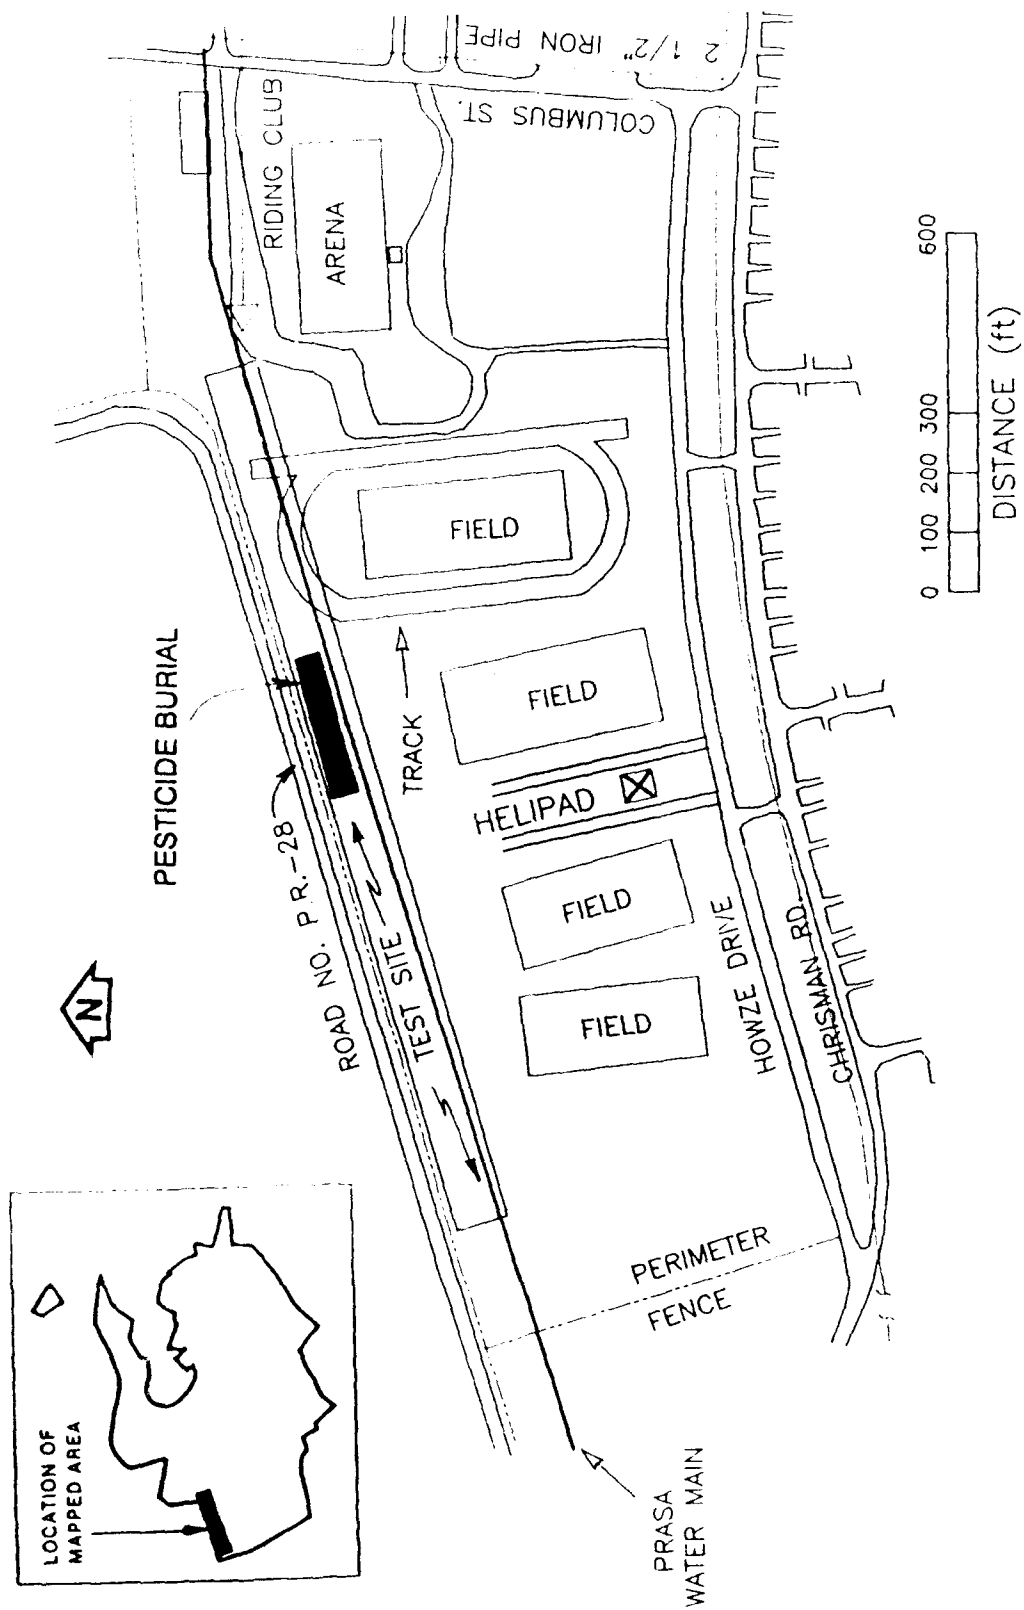 LOCATION OF
MAPPED AREA
N
PESTICIDE BURIAL
ROAD NO. P.R.-28
TEST SITE
TRACK
RIDING CLUB
ARENA
FIELD
FIELD
HELIPAD
FIELD
FIELD
COLUMBUS ST.
2 1/2" IRON PIPE
HOWZE DRIVE
CHRISMAN RD.
PERIMETER
FENCE
PRASA
WATER MAIN
0 100 200 300 600
DISTANCE (ft)